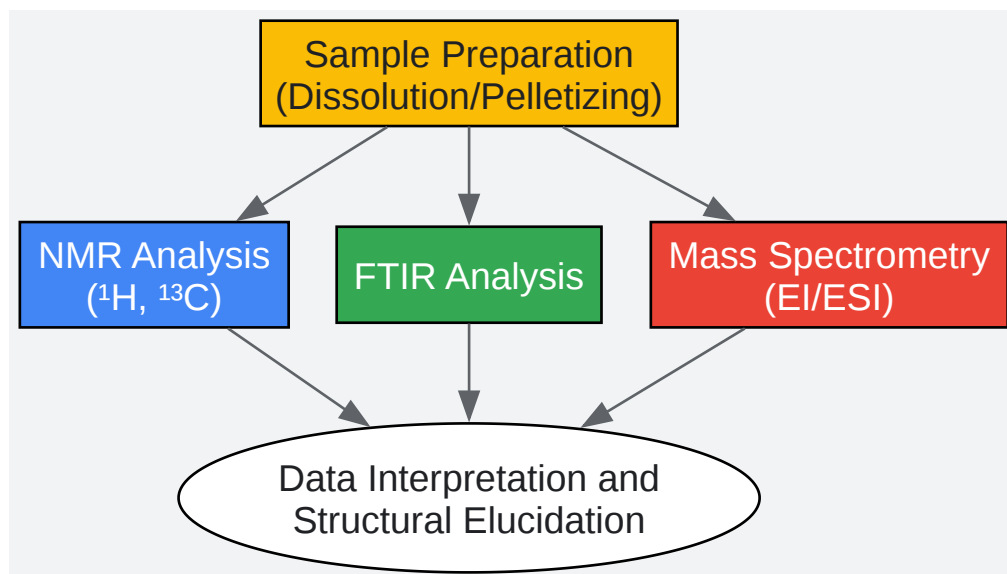 Sample Preparation
(Dissolution/Pelletizing)
NMR Analysis
(¹H, ¹³C)
FTIR Analysis
Mass Spectrometry
(EI/ESI)
Data Interpretation and
Structural Elucidation